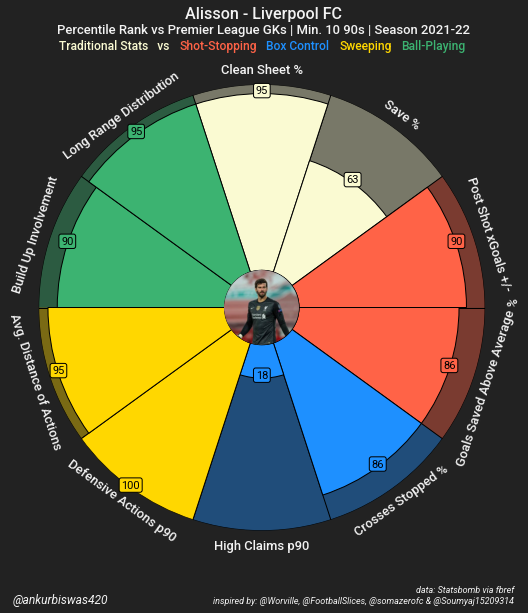 Alisson - Liverpool FC
Percentile Rank vs Premier League GKs | Min. 10 90s | Season 2021-22
Traditional Stats vs Shot-Stopping Box Control Sweeping Ball-Playing
Clean Sheet %
95
Save %
63
Post Shot xGoals +/-
90
Goals Saved Above Average %
86
Crosses Stopped %
86
High Claims p90
18
Defensive Actions p90
100
Avg. Distance of Actions
95
Build Up Involvement
90
Long Range Distribution
95
@ankurbiswas420
data: Statsbomb via fbref
inspired by: @Worville, @FootballSlices, @somazerofc & @Soumyaj15209314